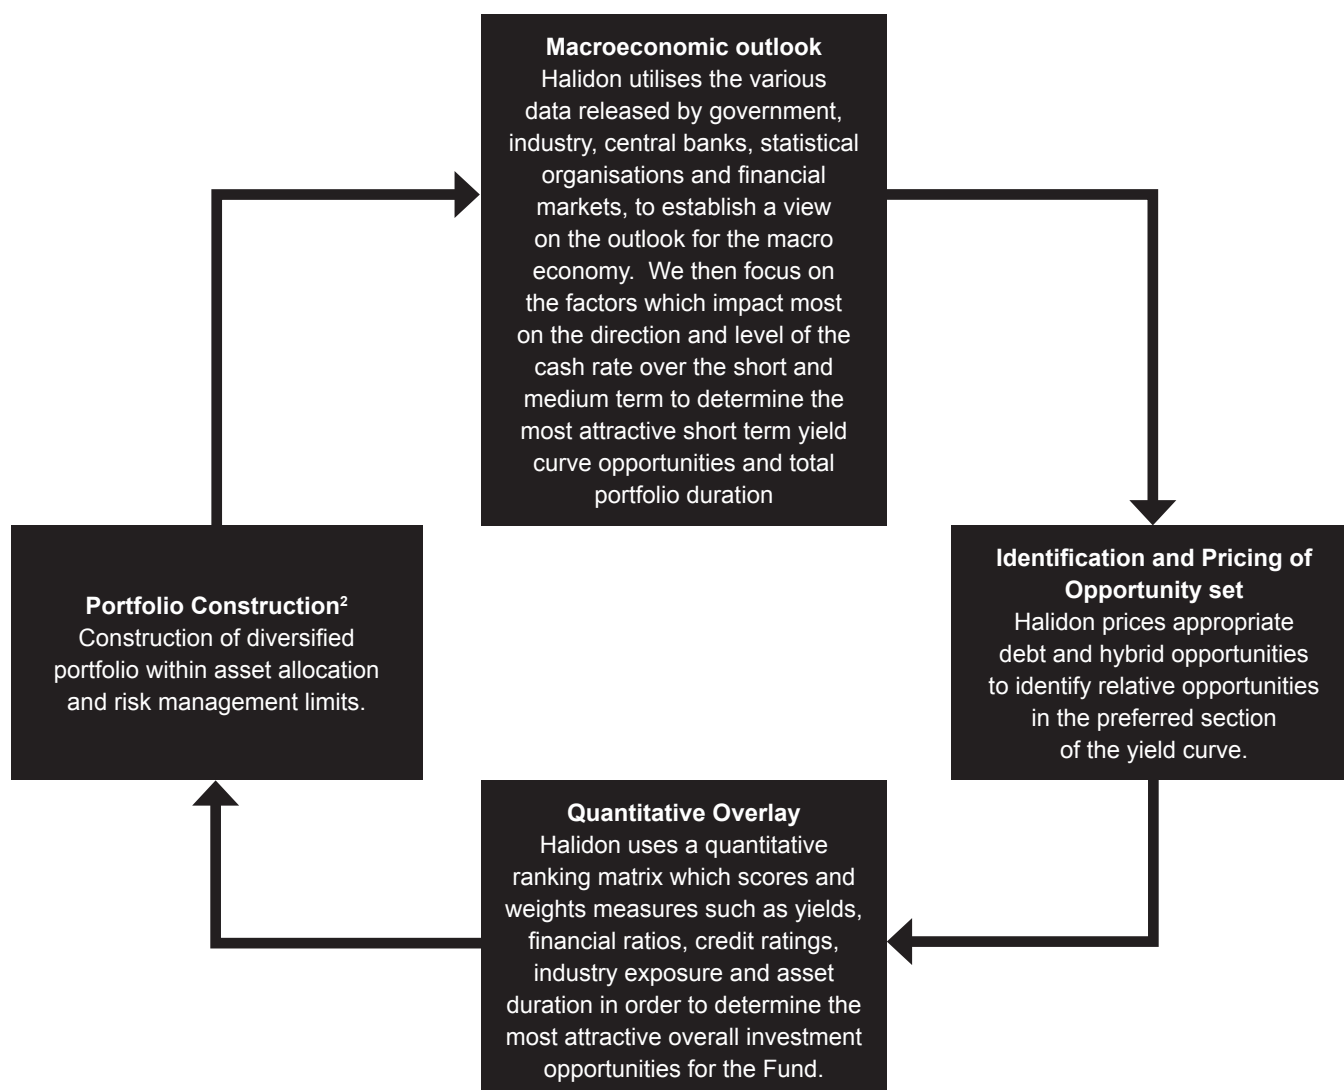 Macroeconomic outlook
Halidon utilises the various
data released by government,
industry, central banks, statistical
organisations and financial
markets, to establish a view
on the outlook for the macro
economy.  We then focus on
the factors which impact most
on the direction and level of the
cash rate over the short and
medium term to determine the
most attractive short term yield
curve opportunities and total
portfolio duration
Identification and Pricing of
Opportunity set
Halidon prices appropriate
debt and hybrid opportunities
to identify relative opportunities
in the preferred section
of the yield curve.
Quantitative Overlay
Halidon uses a quantitative
ranking matrix which scores and
weights measures such as yields,
financial ratios, credit ratings,
industry exposure and asset
duration in order to determine the
most attractive overall investment
opportunities for the Fund.
Portfolio Construction²
Construction of diversified
portfolio within asset allocation
and risk management limits.